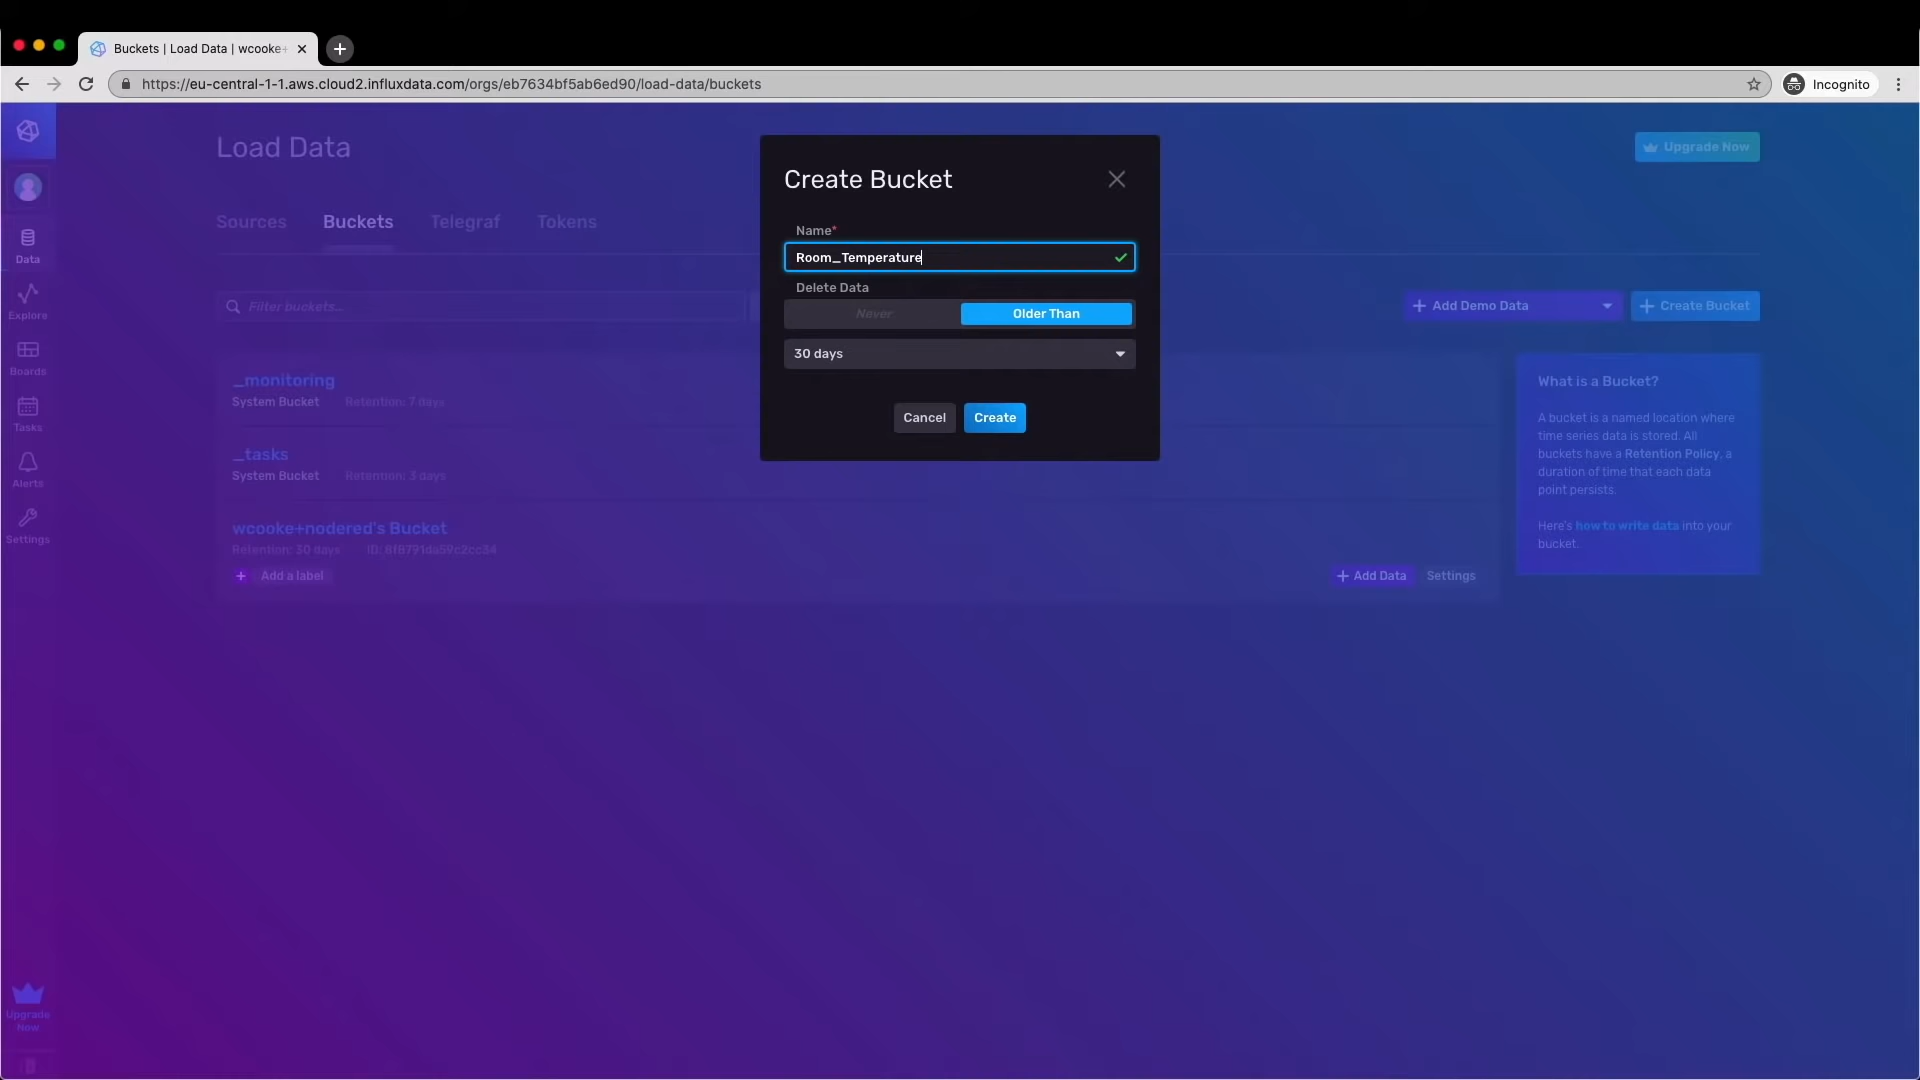 Buckets | Load Data | wcooke+
https://eu-central-1-1.aws.cloud2.influxdata.com/orgs/eb7634bf5ab6ed90/load-data/buckets
Incognito
Load Data
Upgrade Now
Sources
Buckets
Telegraf
Tokens
Data
Explore
Boards
Tasks
Alerts
Settings
Upgrade
Now
Filter buckets...
Add Demo Data
Create Bucket
_monitoring
System Bucket
Retention: 7 days
_tasks
System Bucket
Retention: 3 days
wcooke+nodered's Bucket
Retention: 30 days
ID: 6f8791da59c2cc34
Add a label
Add Data
Settings
What is a Bucket?
A bucket is a named location where
time series data is stored. All
buckets have a Retention Policy, a
duration of time that each data
point persists.
Here's how to write data into your
bucket.
Create Bucket
Name*
Room_Temperature
Delete Data
Never
Older Than
30 days
Cancel
Create